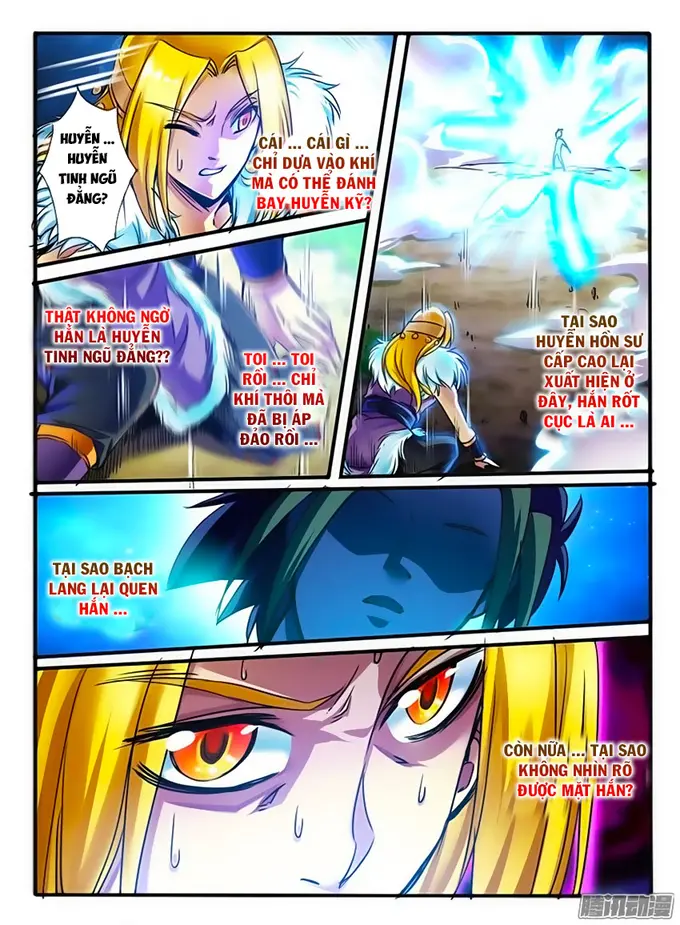 HUYỄN ...
HUYỄN
TINH NGŨ
ĐẲNG?
CÁI ... CÁI GÌ ...
CHỈ DỰA VÀO KHÍ
MÀ CÓ THỂ ĐÁNH
BAY HUYỄN KỸ?
THẬT KHÔNG NGỜ
HẮN LÀ HUYỄN
TINH NGŨ ĐẲNG??
TOI ... TOI
RỒI ... CHỈ
KHÍ THÔI MÀ
ĐÃ BỊ ÁP
ĐẢO RỒI ...
TẠI SAO
HUYỄN HỒN SƯ
CẤP CAO LẠI
XUẤT HIỆN Ở
ĐÂY, HẮN RỐT
CỤC LÀ AI ...
TẠI SAO BẠCH
LANG LẠI QUEN
HẮN ...
CÒN NỮA ... TẠI SAO
KHÔNG NHÌN RÕ
ĐƯỢC MẶT HẮN?
腾讯动漫